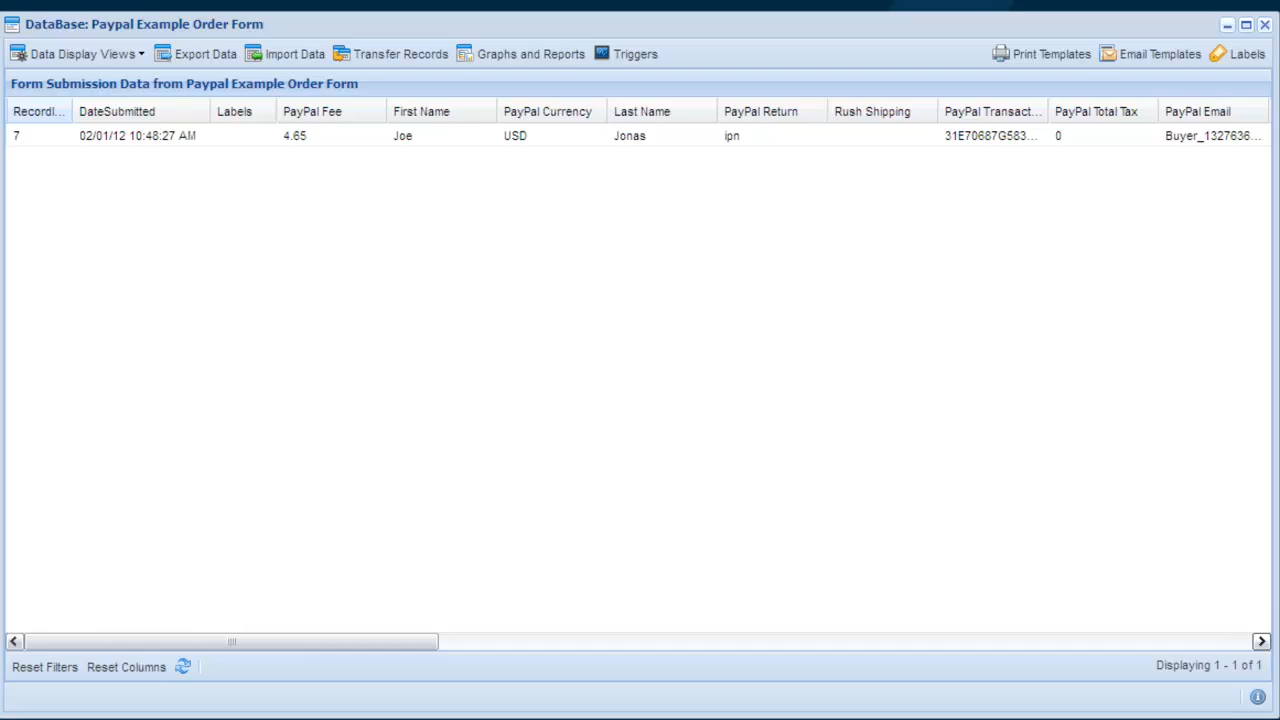 DataBase: Paypal Example Order Form
Data Display Views Export Data Import Data Transfer Records Graphs and Reports Triggers Print Templates Email Templates Labels
Form Submission Data from Paypal Example Order Form
RecordI... DateSubmitted Labels PayPal Fee First Name PayPal Currency Last Name PayPal Return Rush Shipping PayPal Transact... PayPal Total Tax PayPal Email
7 02/01/12 10:48:27 AM 4.65 Joe USD Jonas ipn 31E70687G583... 0 Buyer_1327636...
Reset Filters Reset Columns Displaying 1 - 1 of 1